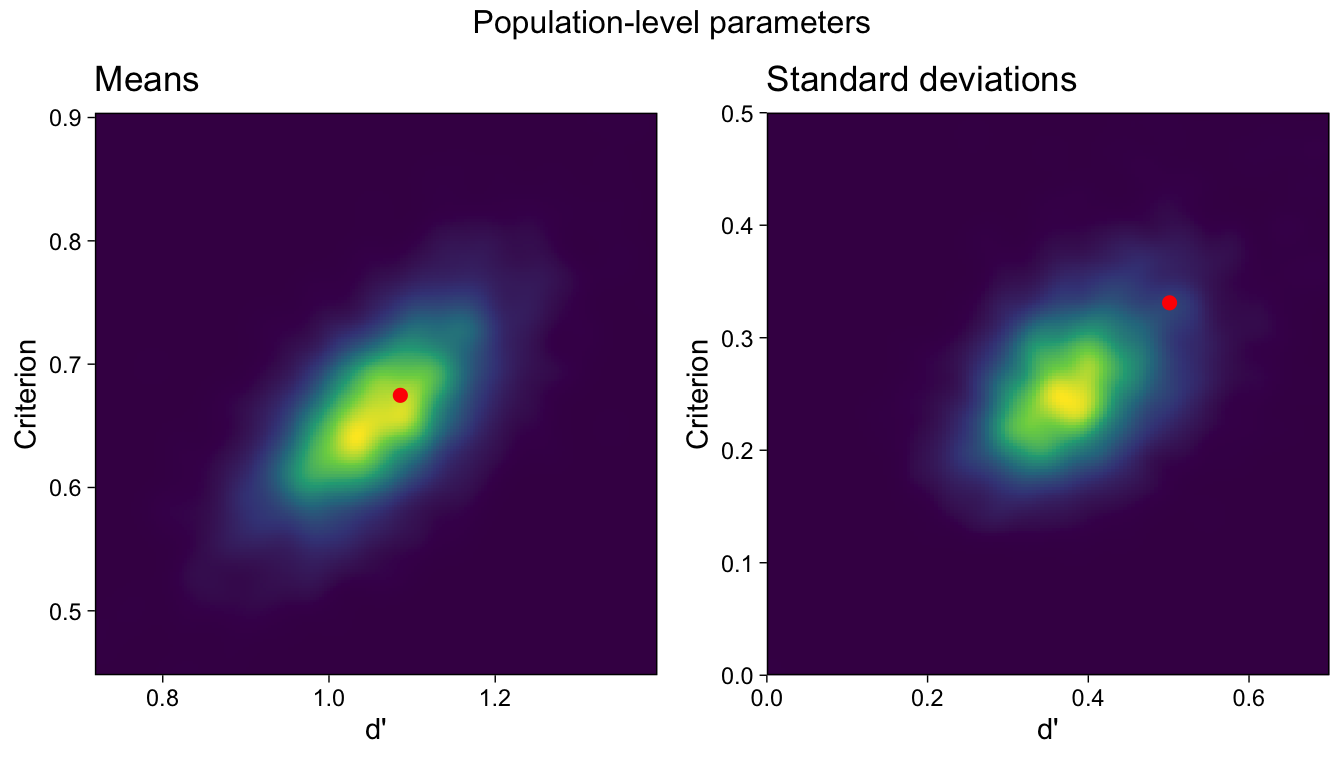 Population-level parameters
Means
Criterion
0.9
0.8
0.7
0.6
0.5
0.8 1.0 1.2
d'
Standard deviations
Criterion
0.5
0.4
0.3
0.2
0.1
0.0
0.0 0.2 0.4 0.6
d'